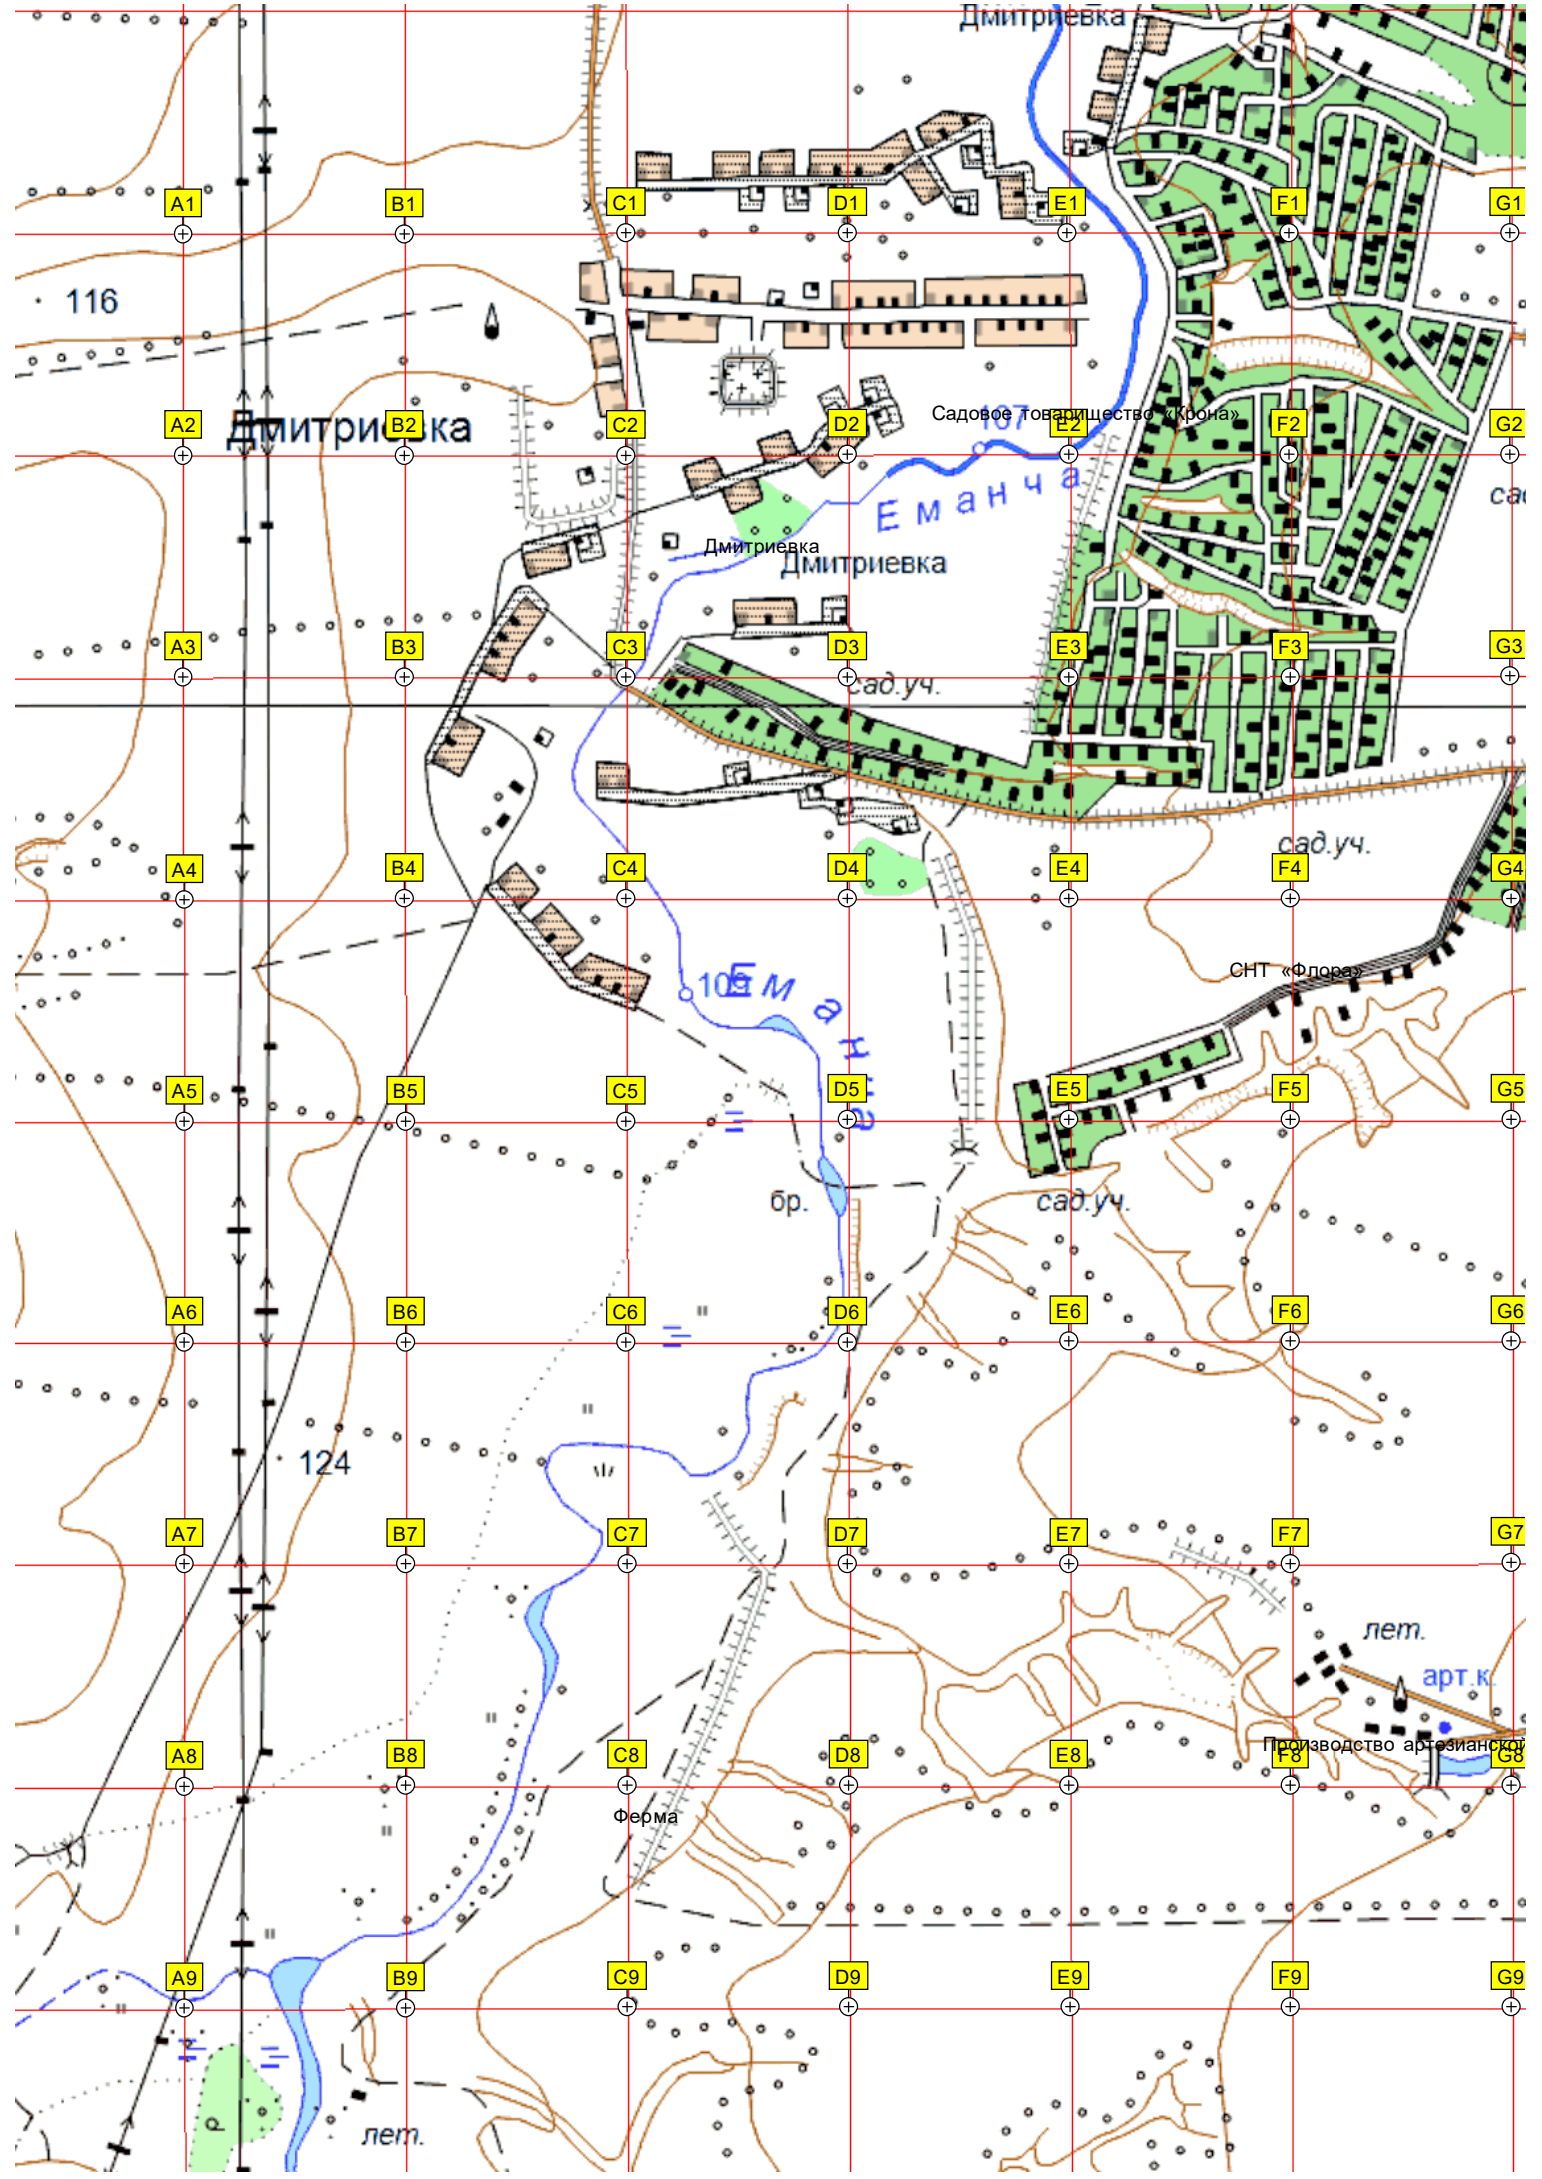 Дмитриевка
A1 B1 C1 D1 E1 F1 G1
116
Дмитриевка
Садовое товарищество «Крона»
107
A2 B2 C2 D2 E2 F2 G2
Еманча
Дмитриевка
Дмитриевка
A3 B3 C3 D3 E3 F3 G3
сад.уч.
сад.уч.
A4 B4 C4 D4 E4 F4 G4
СНТ «Флора»
109
Еманча
A5 B5 C5 D5 E5 F5 G5
бр.
сад.уч.
A6 B6 C6 D6 E6 F6 G6
124
A7 B7 C7 D7 E7 F7 G7
лет.
арт.к.
Производство артезианской
A8 B8 C8 D8 E8 F8 G8
Ферма
A9 B9 C9 D9 E9 F9 G9
Р
лет.